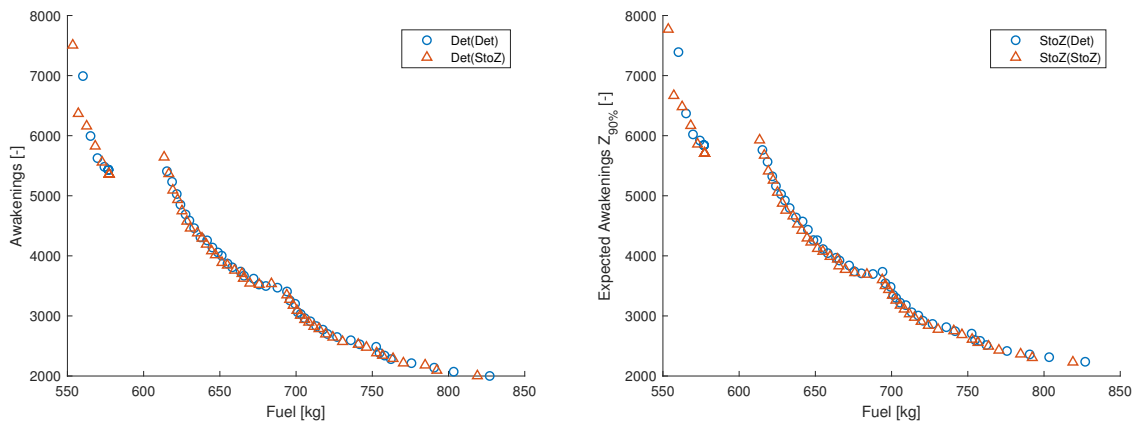 8000
7000
6000
5000
4000
3000
2000
Awakenings [-]
550 600 650 700 750 800 850
Fuel [kg]
Det(Det)
Det(StoZ)
8000
7000
6000
5000
4000
3000
2000
Expected Awakenings Z90% [-]
550 600 650 700 750 800 850
Fuel [kg]
StoZ(Det)
StoZ(StoZ)